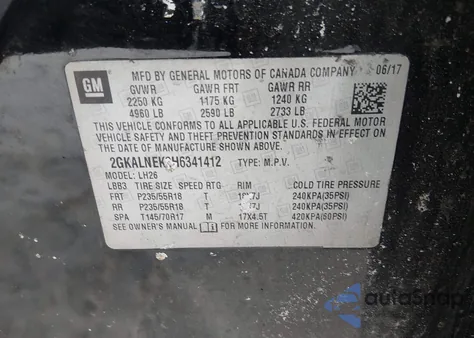 GM
MFD BY GENERAL MOTORS OF CANADA COMPANY 06/17
GVWR GAWR FRT GAWR RR
2250 KG 1175 KG 1240 KG
4960 LB 2590 LB 2733 LB
THIS VEHICLE CONFORMS TO ALL APPLICABLE U.S. FEDERAL MOTOR
VEHICLE SAFETY AND THEFT PREVENTION STANDARDS IN EFFECT ON
THE DATE OF MANUFACTURE SHOWN ABOVE.
TYPE: M.P.V.
MODEL: LH26
LBB3 TIRE SIZE SPEED RTG RIM COLD TIRE PRESSURE
FRT P235/55R18 T 240KPA(35PSI)
RR P235/55R18 T 240KPA(35PSI)
SPA T145/70R17 M 17X4.5T 420KPA(60PSI)
SEE OWNER'S MANUAL FOR MORE INFORMATION.
autoSnap